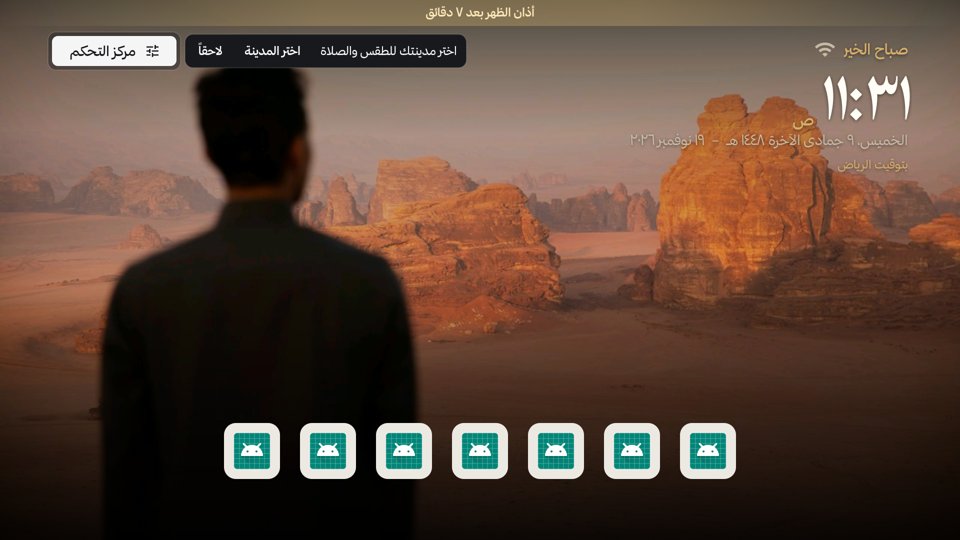 أذان الظهر بعد ٧ دقائق
صباح الخير
١١:٣١ ص
الخميس، ٩ جمادى الآخرة ١٤٤٨ هـ – ١٩ نوفمبر ٢٠٢٦
بتوقيت الرياض
اختر مدينتك للطقس والصلاة
اختر المدينة
لاحقاً
مركز التحكم